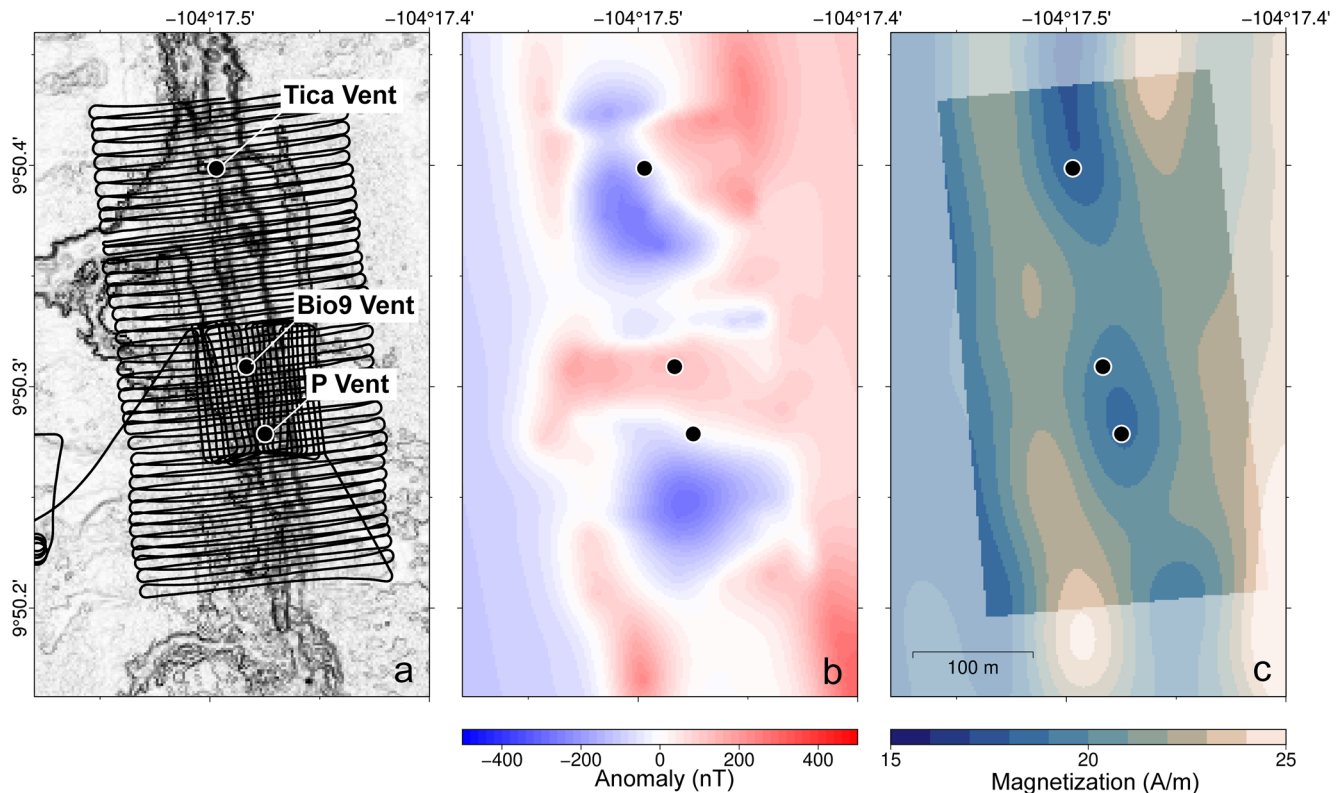 −104°17.5'
−104°17.4'
−104°17.5'
−104°17.4'
−104°17.5'
−104°17.4'
9°50.4'
9°50.3'
9°50.2'
Tica Vent
Bio9 Vent
P Vent
a
b
100 m
c
−400
−200
0
200
400
Anomaly (nT)
15
20
25
Magnetization (A/m)